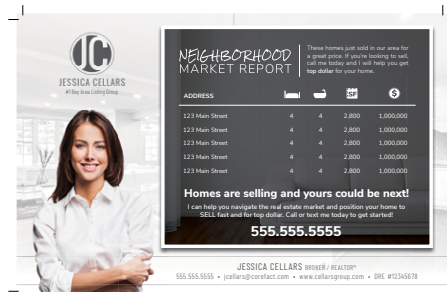 JC
JESSICA CELLARS
#1 Bay Area Listing Group
NEIGHBORHOOD
MARKET REPORT
These homes just sold in our area for
a great price. If you're looking to sell,
call me today and I will help you get
top dollar for your home.
ADDRESS SF $
123 Main Street 4 4 2,800 1,000,000
123 Main Street 4 4 2,800 1,000,000
123 Main Street 4 4 2,800 1,000,000
123 Main Street 4 4 2,800 1,000,000
123 Main Street 4 4 2,800 1,000,000
Homes are selling and yours could be next!
I can help you navigate the real estate market and position your home to
SELL fast and for top dollar. Call or text me today to get started!
555.555.5555
JESSICA CELLARS BROKER / REALTOR®
555.555.5555 • jcellars@corefact.com • www.cellarsgroup.com • DRE #12345678